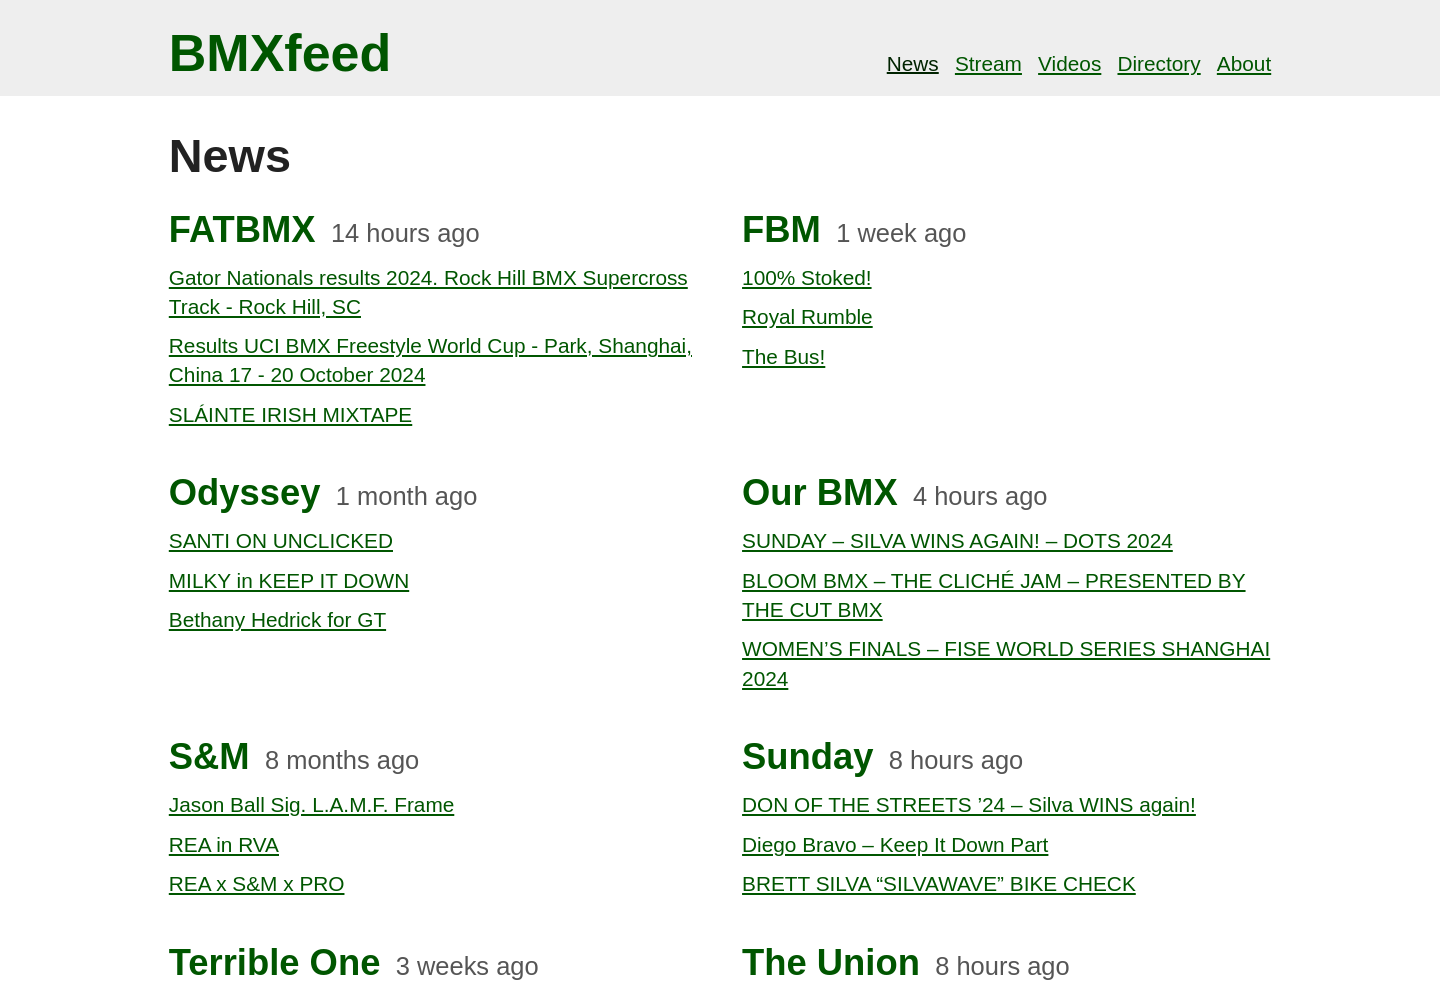 BMXfeed
News Stream Videos Directory About
News
FATBMX 14 hours ago
Gator Nationals results 2024. Rock Hill BMX Supercross
Track - Rock Hill, SC
Results UCI BMX Freestyle World Cup - Park, Shanghai,
China 17 - 20 October 2024
SLÁINTE IRISH MIXTAPE
FBM 1 week ago
100% Stoked!
Royal Rumble
The Bus!
Odyssey 1 month ago
SANTI ON UNCLICKED
MILKY in KEEP IT DOWN
Bethany Hedrick for GT
Our BMX 4 hours ago
SUNDAY – SILVA WINS AGAIN! – DOTS 2024
BLOOM BMX – THE CLICHÉ JAM – PRESENTED BY
THE CUT BMX
WOMEN’S FINALS – FISE WORLD SERIES SHANGHAI
2024
S&M 8 months ago
Jason Ball Sig. L.A.M.F. Frame
REA in RVA
REA x S&M x PRO
Sunday 8 hours ago
DON OF THE STREETS ’24 – Silva WINS again!
Diego Bravo – Keep It Down Part
BRETT SILVA “SILVAWAVE” BIKE CHECK
Terrible One 3 weeks ago
The Union 8 hours ago